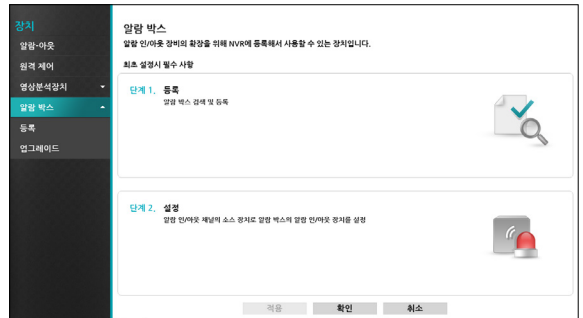 장치
알람-아웃
원격 제어
영상분석장치
알람 박스
등록
업그레이드
알람 박스
알람 인/아웃 장비의 확장을 위해 NVR에 등록해서 사용할 수 있는 장치입니다.
최초 설정시 필수 사항
단계 1. 등록
알람 박스 검색 및 등록
단계 2. 설정
알람 인/아웃 채널의 소스 장치로 알람 박스의 알람 인/아웃 장치를 설정
적용 확인 취소